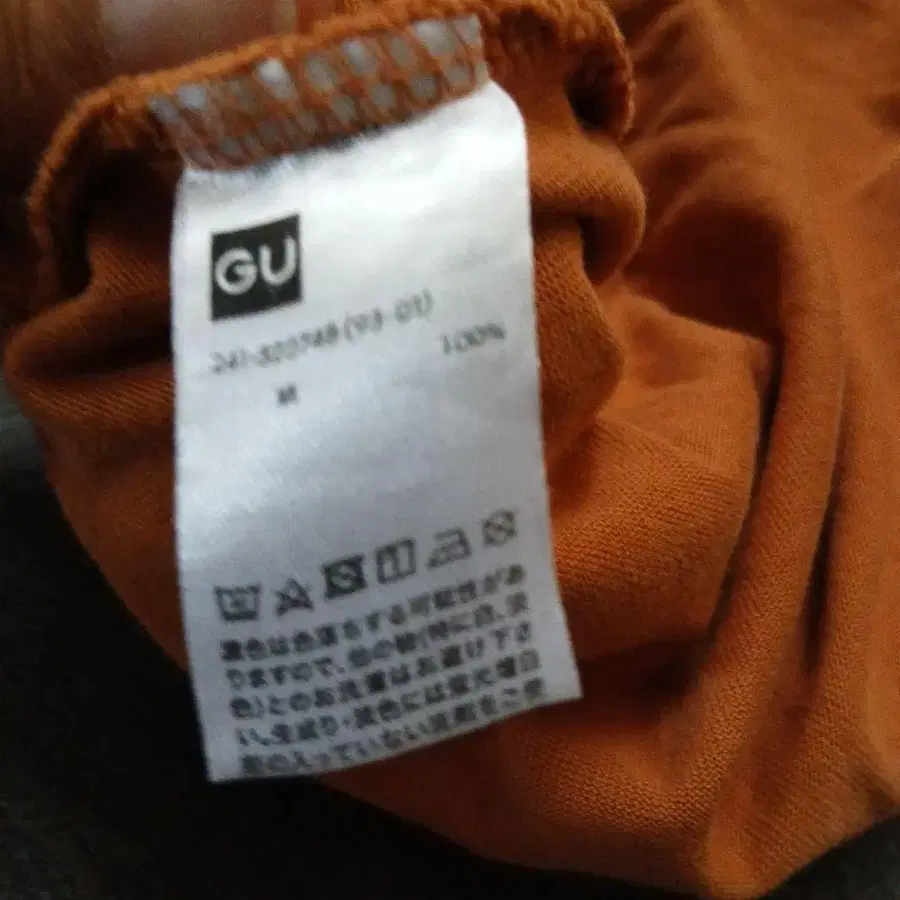 GU
241-320748(93-01)
100%
M
濃色は色落ちする可能性があ
りますので、他の物(特に白、淡
色)とのお洗濯はお避け下さ
い。生成り・淡色には蛍光増白
剤の入っていない洗剤をご使